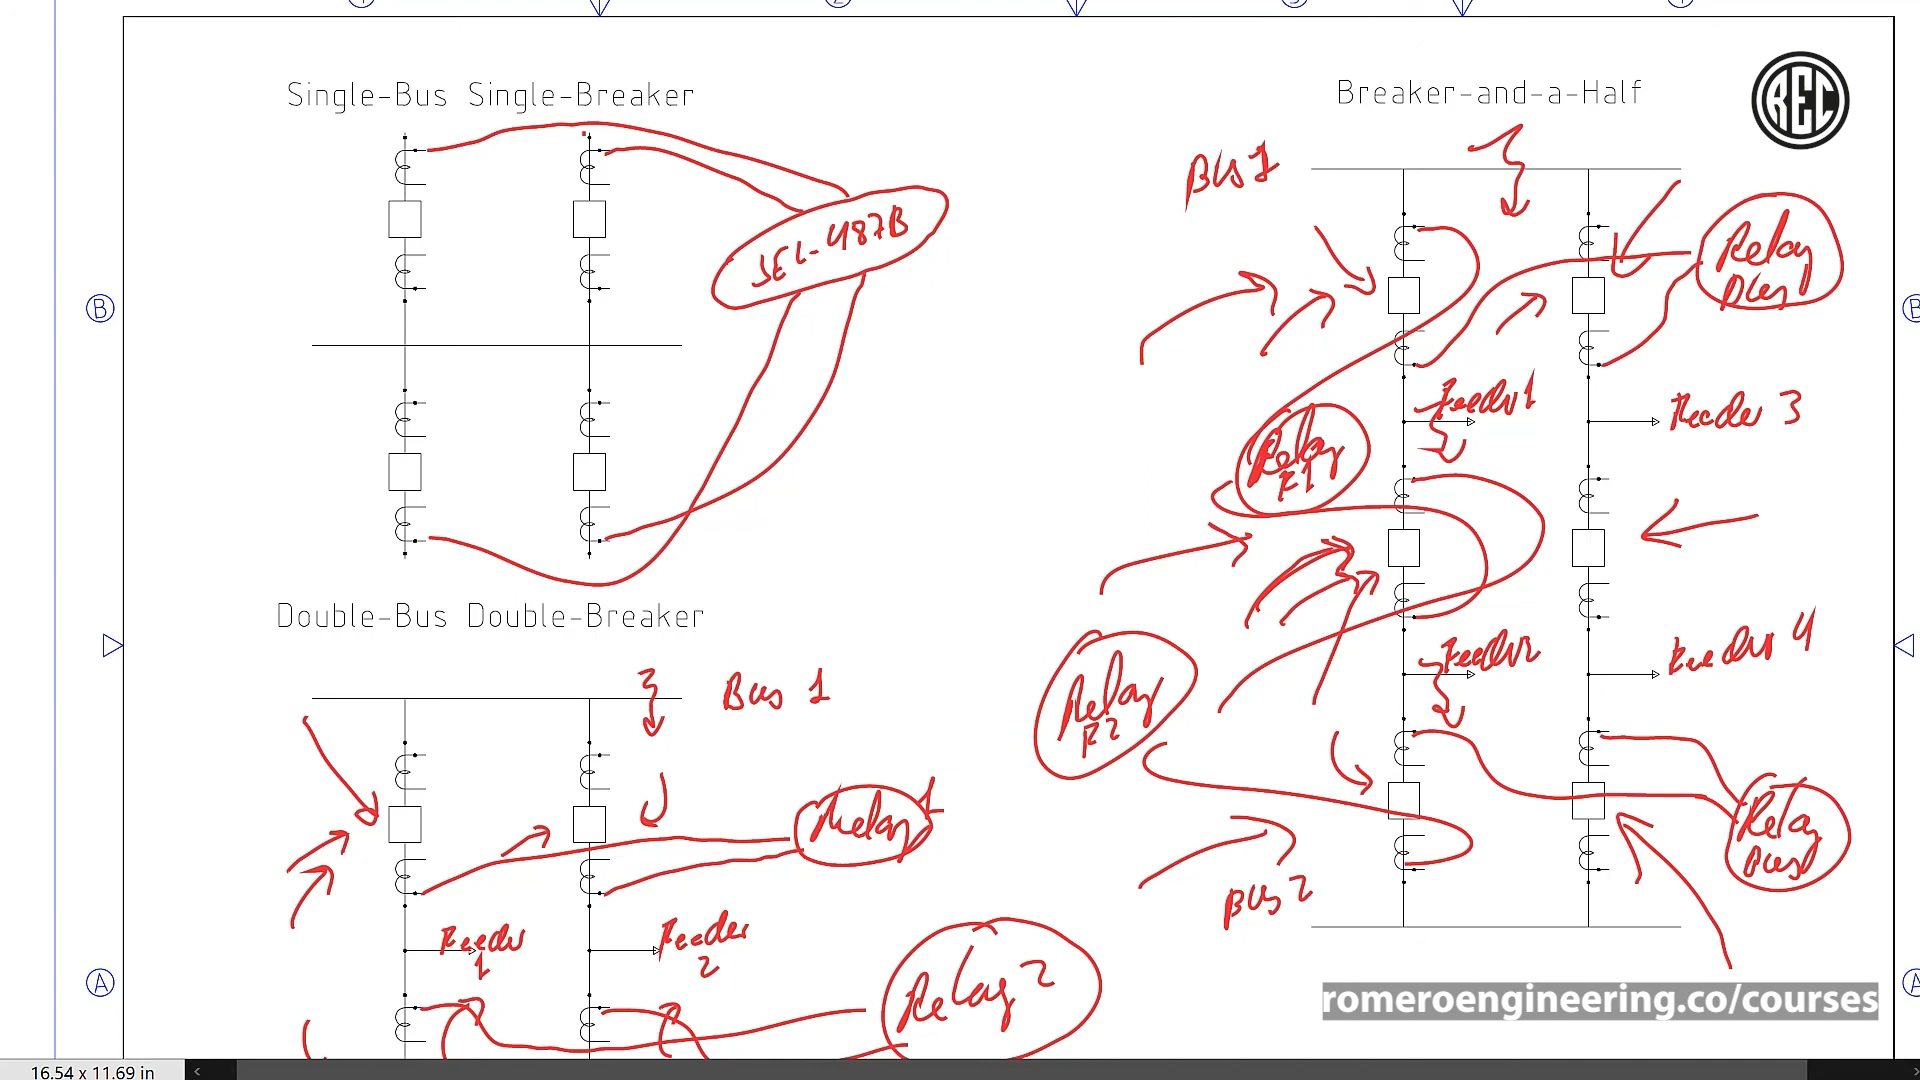 Single-Bus Single-Breaker
SEL-487B
Double-Bus Double-Breaker
Bus 1
Relay 1
Feeder
1
Feeder
2
Relay 2
Breaker-and-a-Half
REC
Bus 1
Relay
Bus 1
Feeder 1
Feeder 3
Relay
F1
Feeder 4
Relay
F2
Relay
Bus 2
B
B
A
A
romeroengineering.co/courses
16.54 x 11.69 in